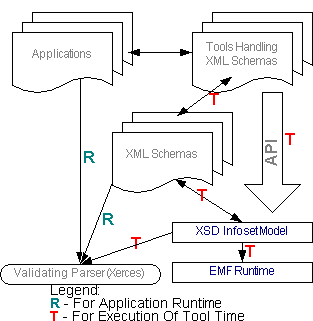 Applications
Tools Handling
XML Schemas
T
API
T
R
XML Schemas
T
R
T
XSD InfosetModel
T
Validating Parser(Xerces)
EMF Runtime
Legend:
R - For Application Runtime
T - For Execution Of Tool Time